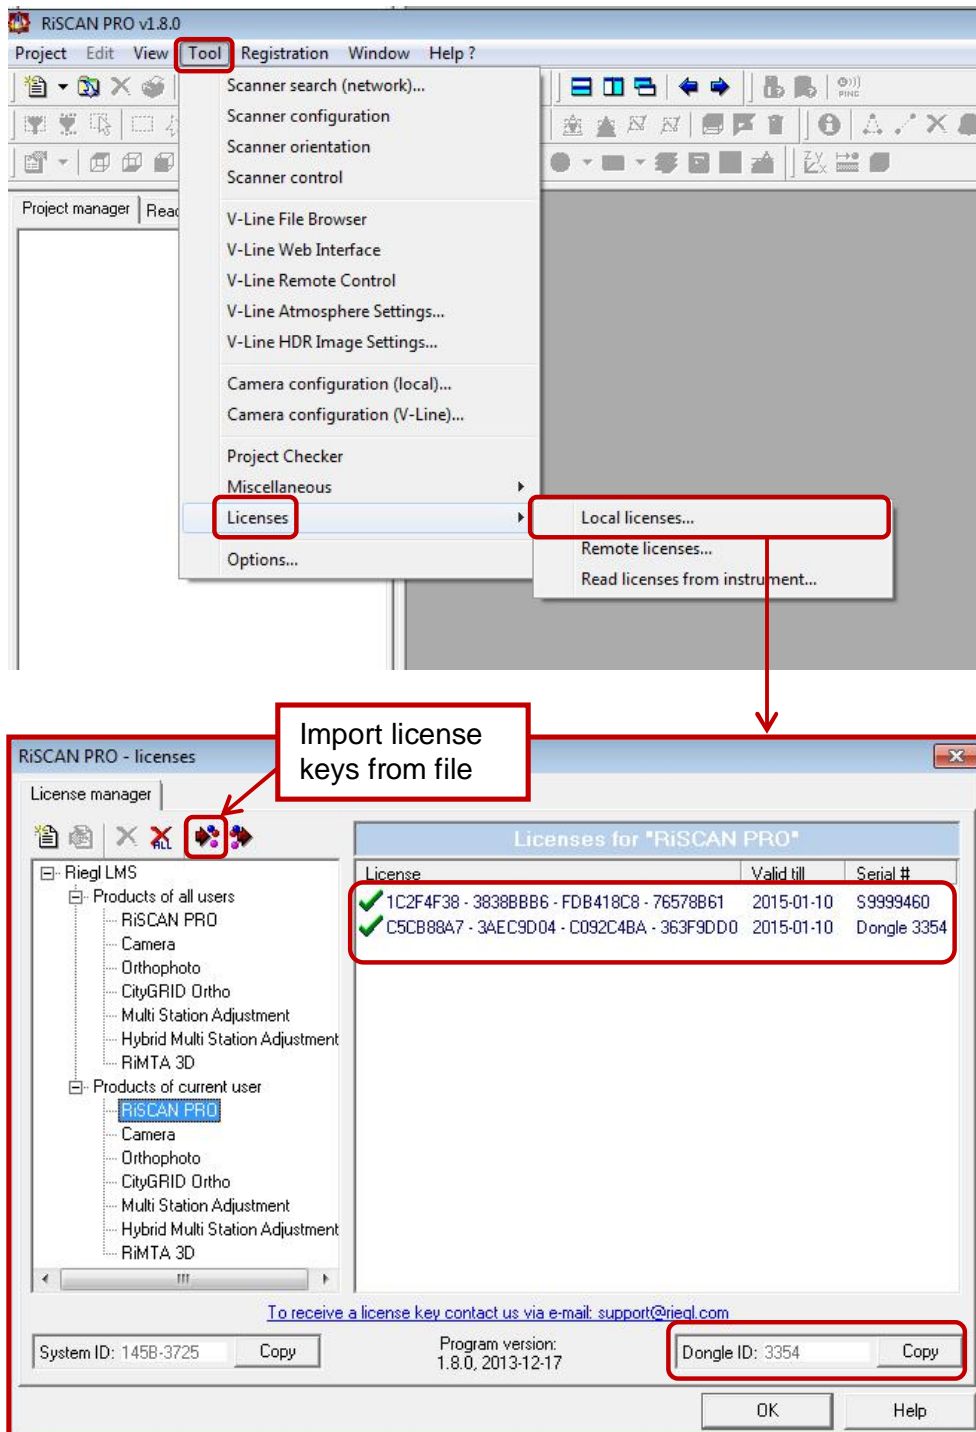 RiSCAN PRO v1.8.0
Project Edit View Tool Registration Window Help ?
Scanner search (network)...
Scanner configuration
Scanner orientation
Scanner control
Project manager
V-Line File Browser
V-Line Web Interface
V-Line Remote Control
V-Line Atmosphere Settings...
V-Line HDR Image Settings...
Camera configuration (local)...
Camera configuration (V-Line)...
Project Checker
Miscellaneous
Licenses
Options...
Local licenses...
Remote licenses...
Read licenses from instrument...
Import license
keys from file
RiSCAN PRO - licenses
License manager
ALL
Licenses for "RiSCAN PRO"
License Valid till Serial #
1C2F4F38 - 3838BBB6 - FDB418C8 - 76578B61 2015-01-10 S9999460
C5CB88A7 - 3AEC9D04 - C092C4BA - 363F9DD0 2015-01-10 Dongle 3354
Riegl LMS
Products of all users
RiSCAN PRO
Camera
Orthophoto
CityGRID Ortho
Multi Station Adjustment
Hybrid Multi Station Adjustment
RiMTA 3D
Products of current user
RiSCAN PRO
Camera
Orthophoto
CityGRID Ortho
Multi Station Adjustment
Hybrid Multi Station Adjustment
RiMTA 3D
To receive a license key contact us via e-mail: support@riegl.com
System ID: 145B-3725 Copy
Program version:
1.8.0, 2013-12-17
Dongle ID: 3354 Copy
OK Help